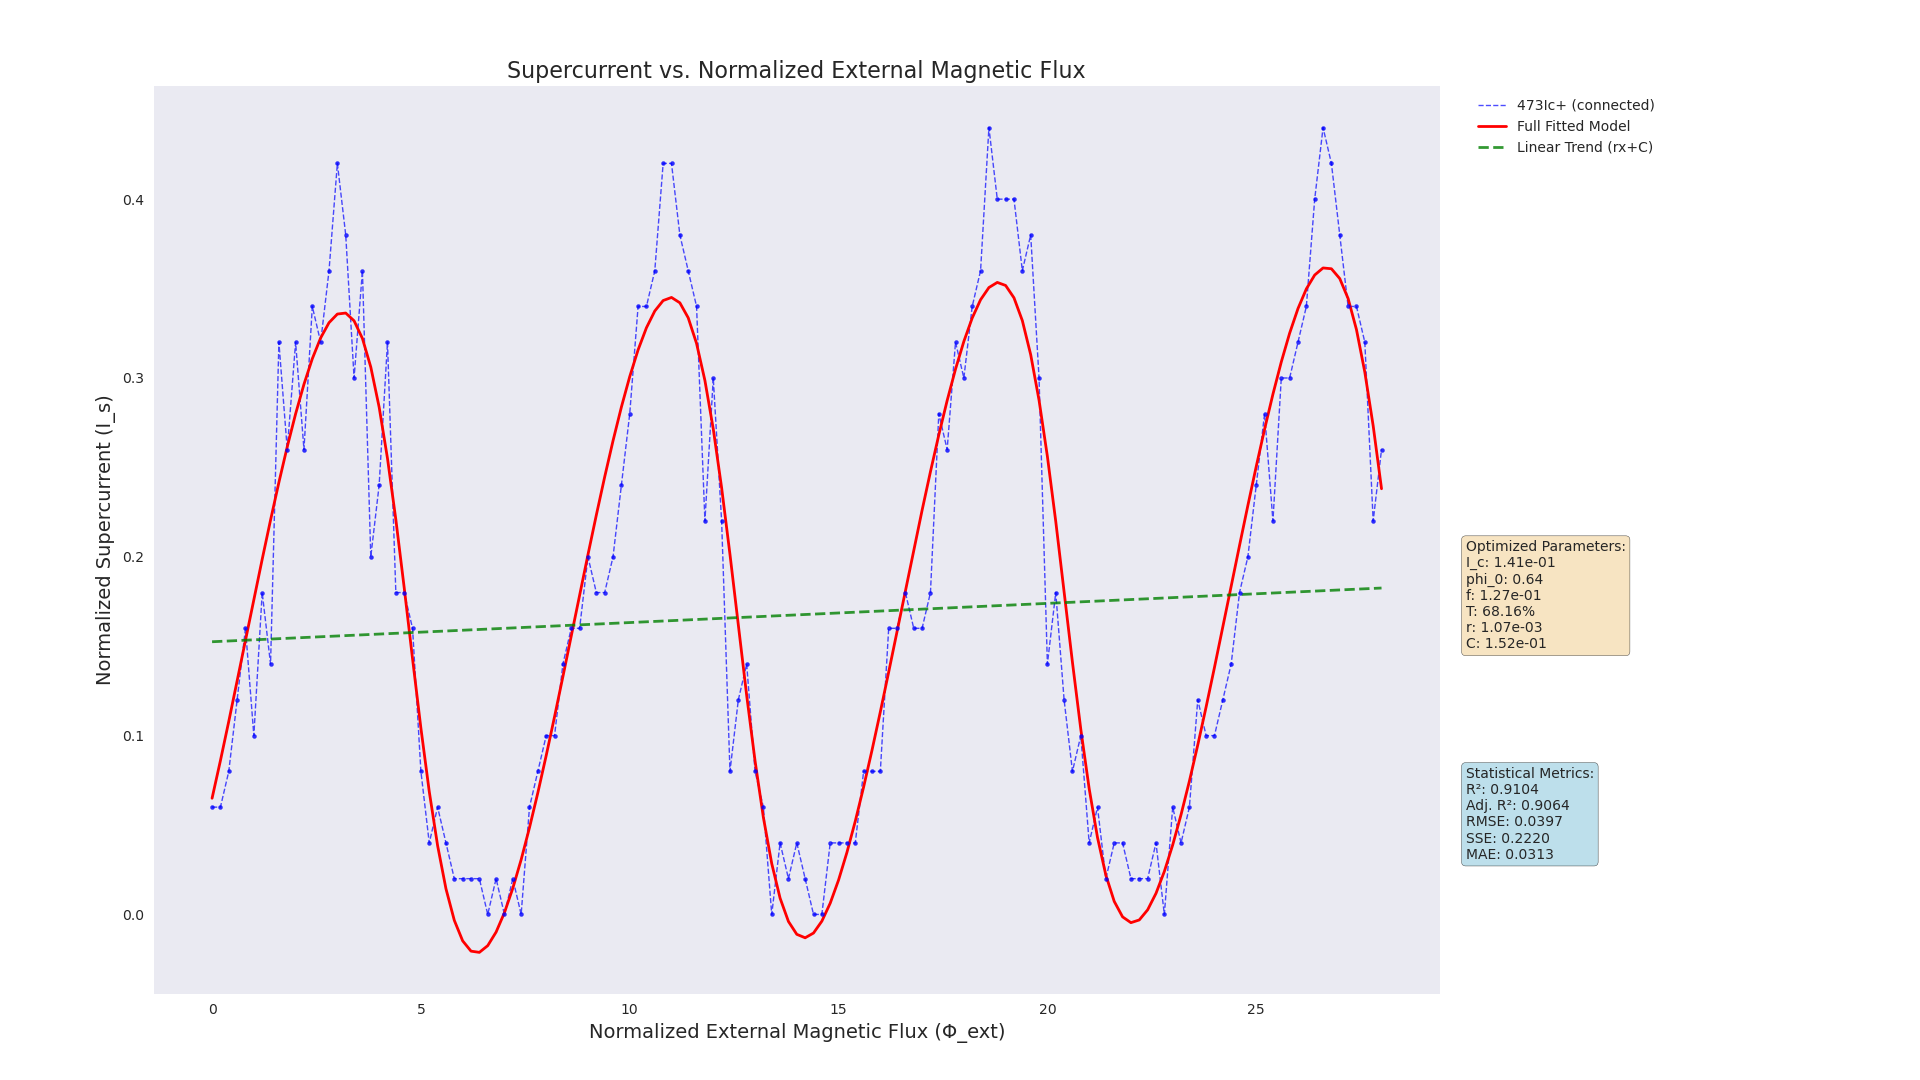 Supercurrent vs. Normalized External Magnetic Flux
473Ic+ (connected)
Full Fitted Model
Linear Trend (rx+C)
Normalized Supercurrent (I_s)
0.4
0.3
0.2
0.1
0.0
0 5 10 15 20 25
Normalized External Magnetic Flux (Φ_ext)
Optimized Parameters:
I_c: 1.41e-01
phi_0: 0.64
f: 1.27e-01
T: 68.16%
r: 1.07e-03
C: 1.52e-01
Statistical Metrics:
R²: 0.9104
Adj. R²: 0.9064
RMSE: 0.0397
SSE: 0.2220
MAE: 0.0313